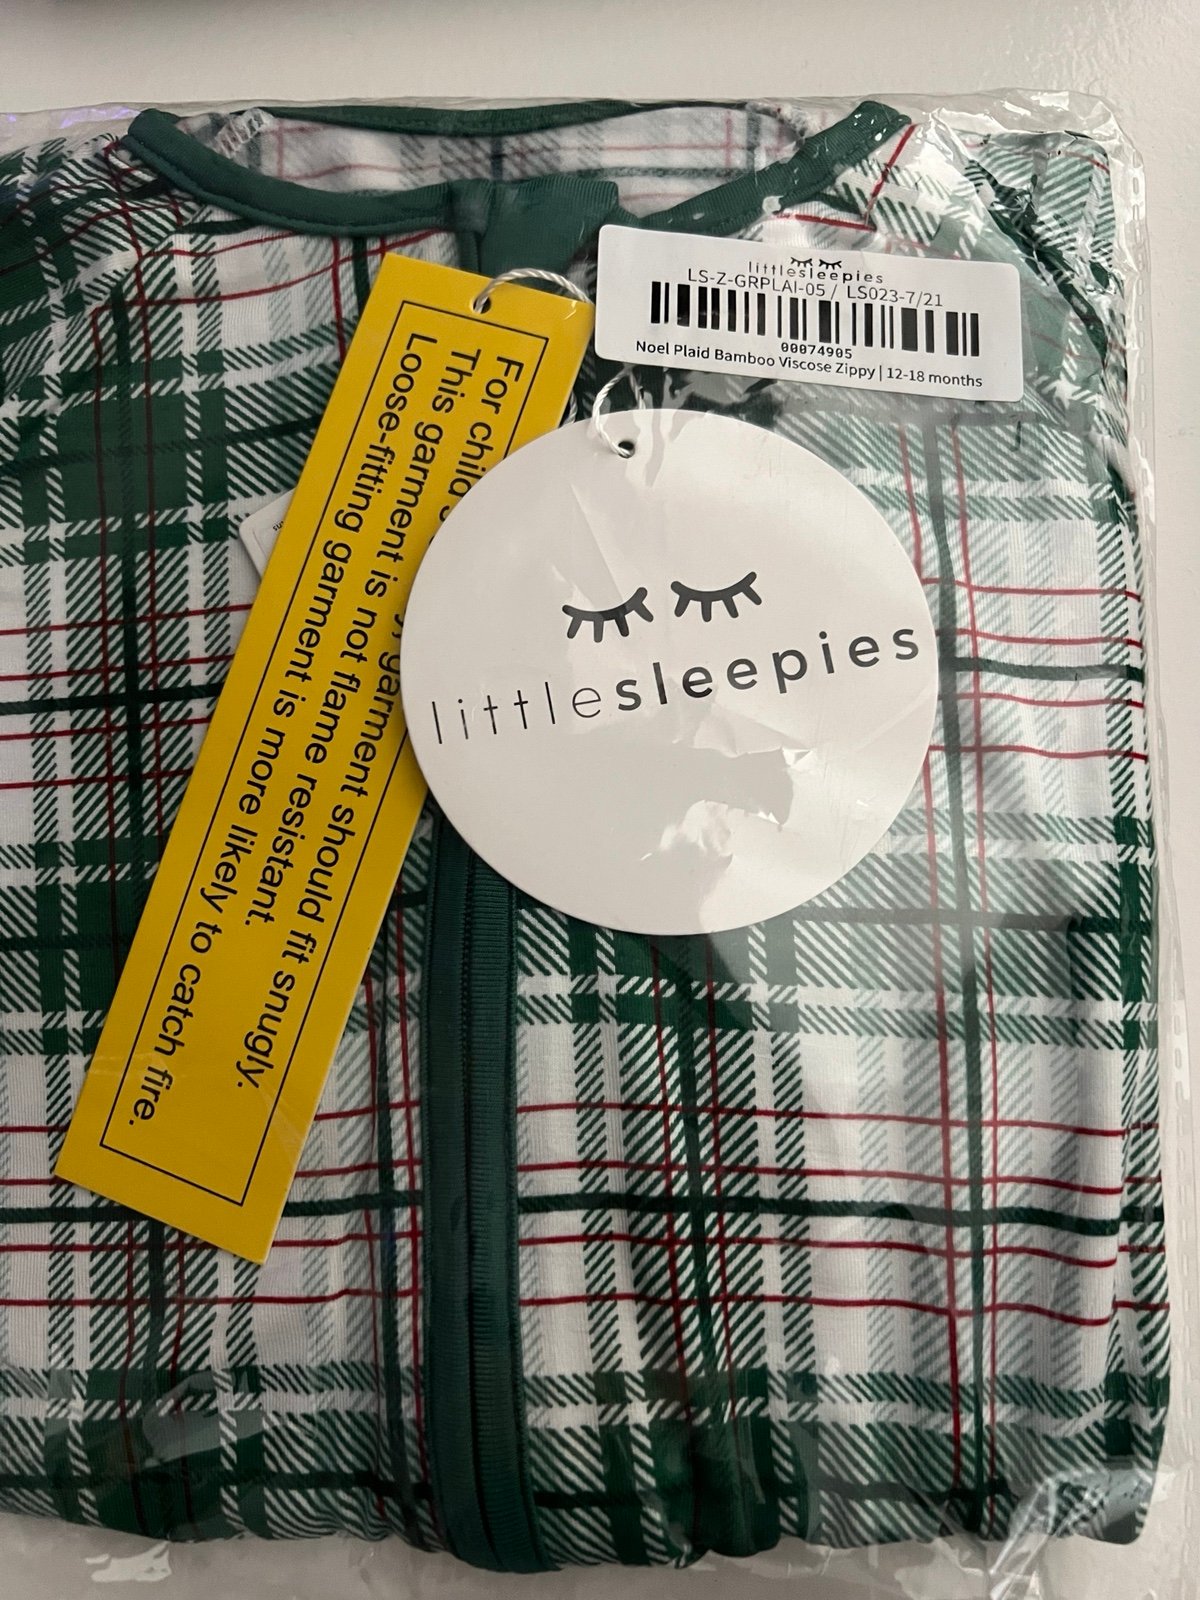 littlesleepies
LS-Z-GRPLAI-05 / LS023-7/21
00074905
Noel Plaid Bamboo Viscose Zippy | 12-18 months
For child
garment should fit snugly.
This garment is not flame resistant.
Loose-fitting garment is more likely to catch fire.
littlesleepies